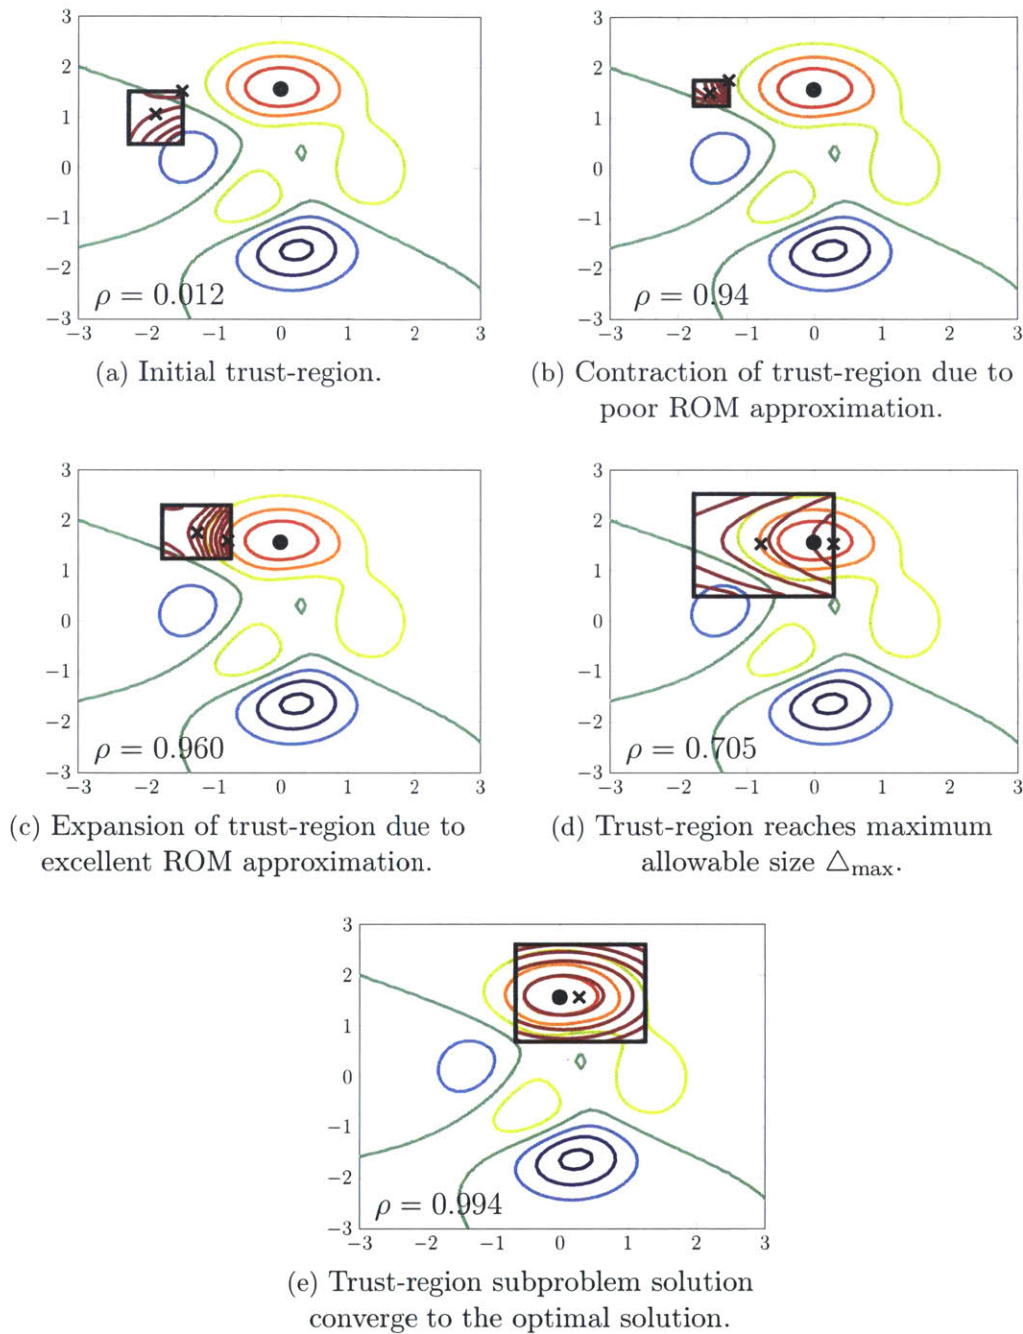 3
3
2
2
1
1
0
0
−1
−1
−2
−2
ρ = 0.012
ρ = 0.94
−3
−3
−3 −2 −1 0 1 2 3
−3 −2 −1 0 1 2 3
(a) Initial trust-region.
(b) Contraction of trust-region due to
poor ROM approximation.
3
3
2
2
1
1
0
0
−1
−1
−2
−2
ρ = 0.960
ρ = 0.705
−3
−3
−3 −2 −1 0 1 2 3
−3 −2 −1 0 1 2 3
(c) Expansion of trust-region due to
excellent ROM approximation.
(d) Trust-region reaches maximum
allowable size △max.
3
2
1
0
−1
−2
ρ = 0.994
−3
−3 −2 −1 0 1 2 3
(e) Trust-region subproblem solution
converge to the optimal solution.